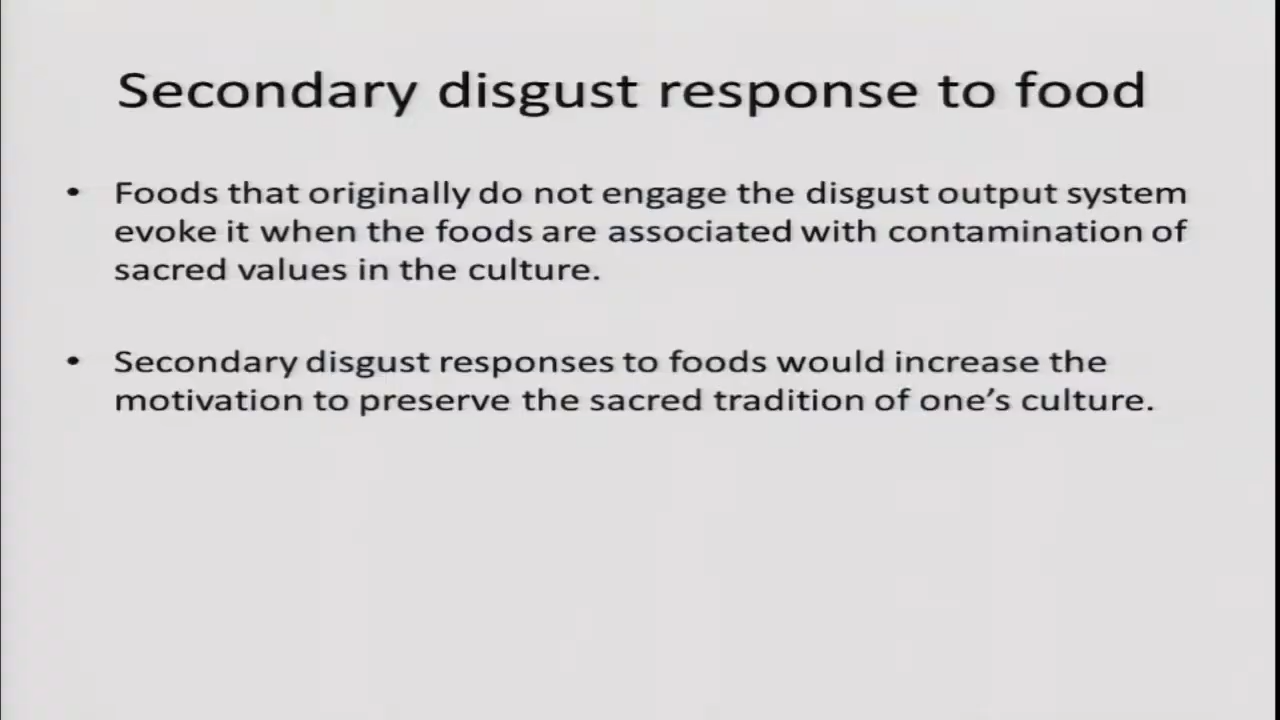 Secondary disgust response to food
• Foods that originally do not engage the disgust output system
evoke it when the foods are associated with contamination of
sacred values in the culture.
• Secondary disgust responses to foods would increase the
motivation to preserve the sacred tradition of one’s culture.